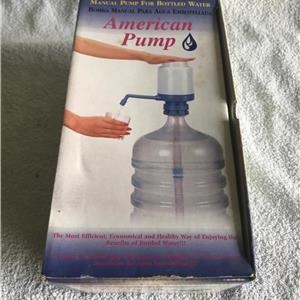 Manual Pump For Bottled Water
Bomba Manual Para Agua Embotellada
American
Pump
The Most Efficient, Economical and Healthy Way of Enjoying the
Benefits of Bottled Water!!!